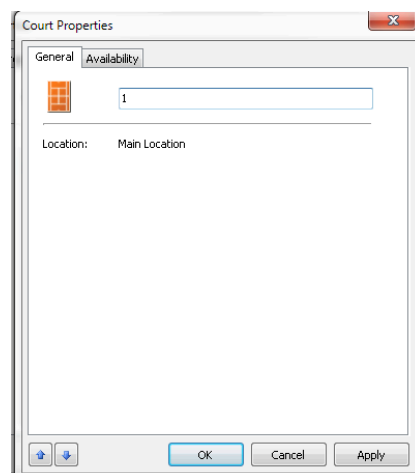 Court Properties
General Availability
1
Location: Main Location
OK Cancel Apply